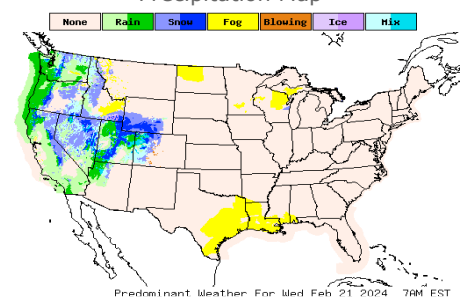 Precipitation Map
None Rain Snow Fog Blowing Ice Mix
Predominant Weather For Wed Feb 21 2024 7AM EST